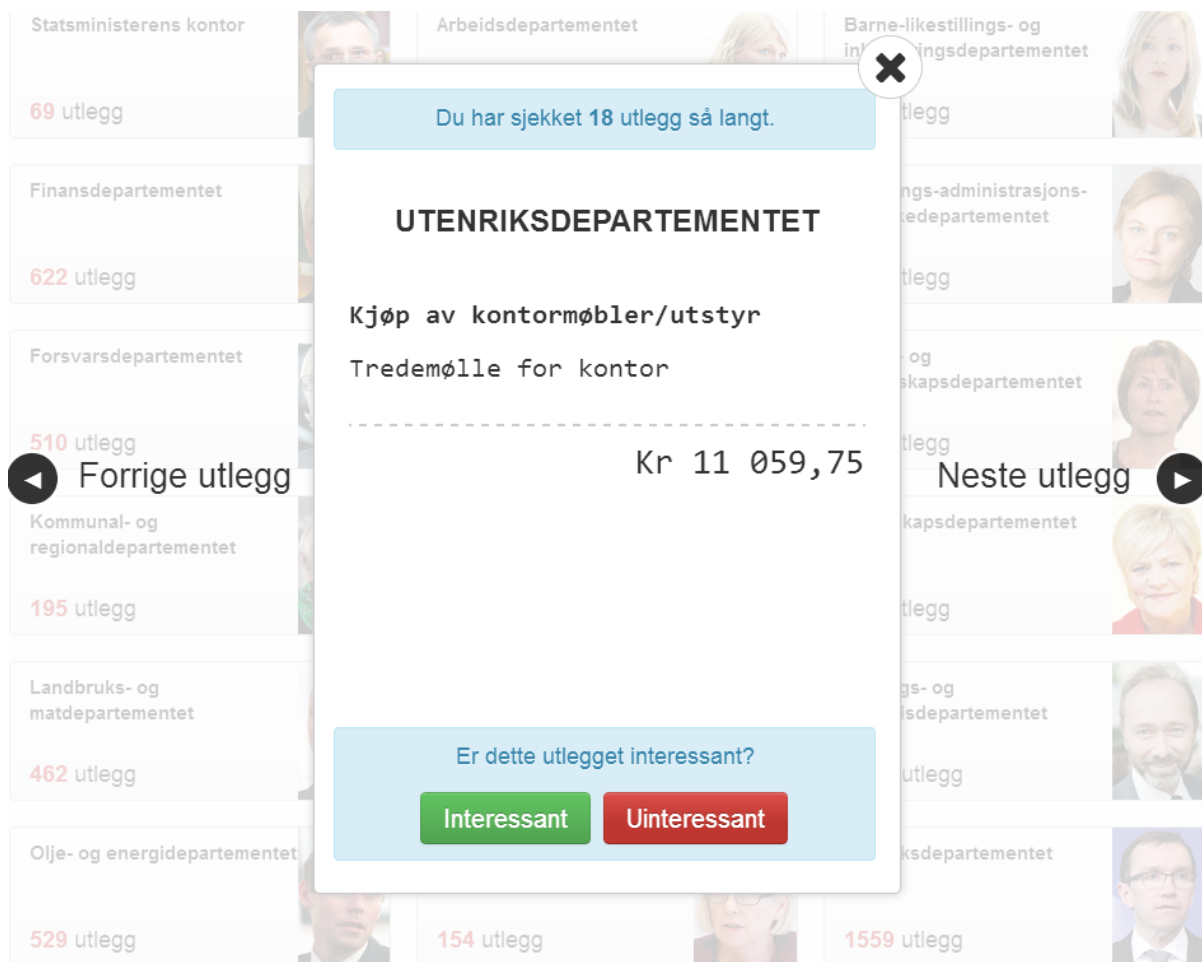 Statsministerens kontor
69 utlegg
Arbeidsdepartementet
Barne-likestillings- og
Finansdepartementet
622 utlegg
Forsvarsdepartementet
510 utlegg
Kommunal- og
regionaldepartementet
195 utlegg
Landbruks- og
matdepartementet
462 utlegg
Olje- og energidepartementet
529 utlegg
154 utlegg
1559 utlegg
Du har sjekket 18 utlegg så langt.
UTENRIKSDEPARTEMENTET
Kjøp av kontormøbler/utstyr
Tredemølle for kontor
Kr 11 059,75
Forrige utlegg
Neste utlegg
Er dette utlegget interessant?
Interessant
Uinteressant